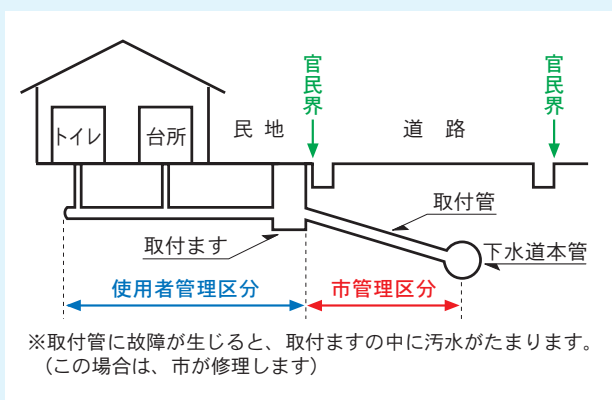 官民界
官民界
トイレ
台所
民地
道路
取付管
取付ます
下水道本管
使用者管理区分
市管理区分
※取付管に故障が生じると、取付ますの中に汚水がたまります。
(この場合は、市が修理します)